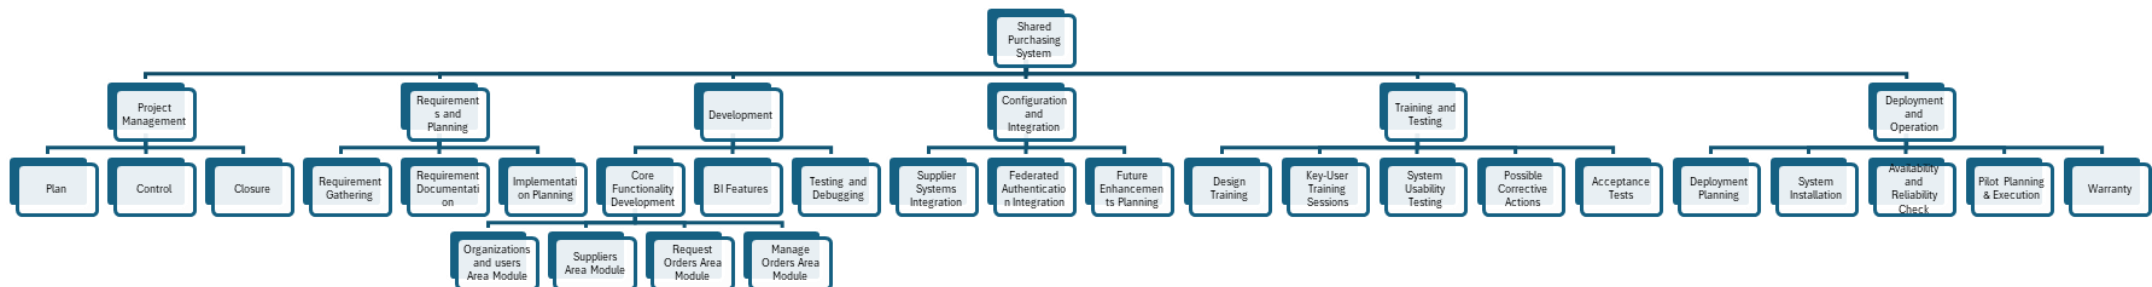 Shared
Purchasing
System
Project
Management
Requirement
s and
Planning
Development
Configuration
and
Integration
Training and
Testing
Deployment
and
Operation
Plan
Control
Closure
Requirement
Gathering
Requirement
Documentati
on
Implementati
on Planning
Core
Functionality
Development
BI Features
Testing and
Debugging
Supplier
Systems
Integration
Federated
Authenticatio
n Integration
Future
Enhancemen
ts Planning
Design
Training
Key-User
Training
Sessions
System
Usability
Testing
Possible
Corrective
Actions
Acceptance
Tests
Deployment
Planning
System
Installation
Availability
and
Reliability
Check
Pilot Planning
& Execution
Warranty
Organizations
and users
Area Module
Suppliers
Area Module
Request
Orders Area
Module
Manage
Orders Area
Module